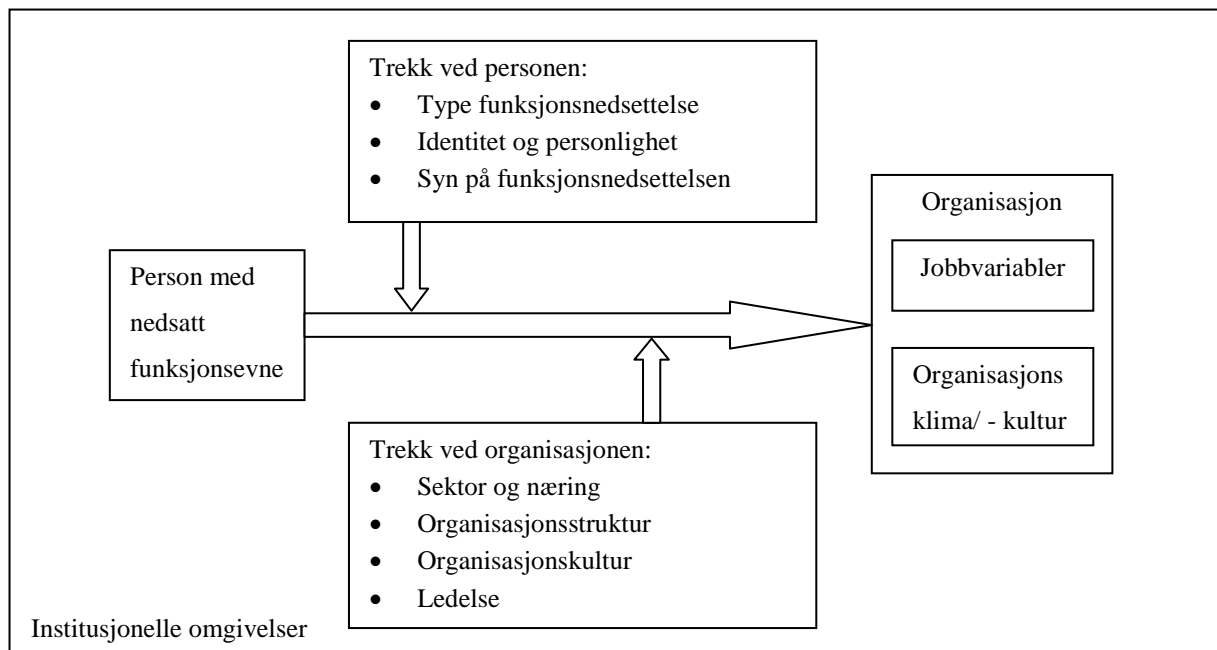 Trekk ved personen:
• Type funksjonsnedsettelse
• Identitet og personlighet
• Syn på funksjonsnedsettelsen
Person med
nedsatt
funksjonsevne
Organisasjon
Jobbvariabler
Organisasjons
klima/ - kultur
Trekk ved organisasjonen:
• Sektor og næring
• Organisasjonsstruktur
• Organisasjonskultur
• Ledelse
Institusjonelle omgivelser